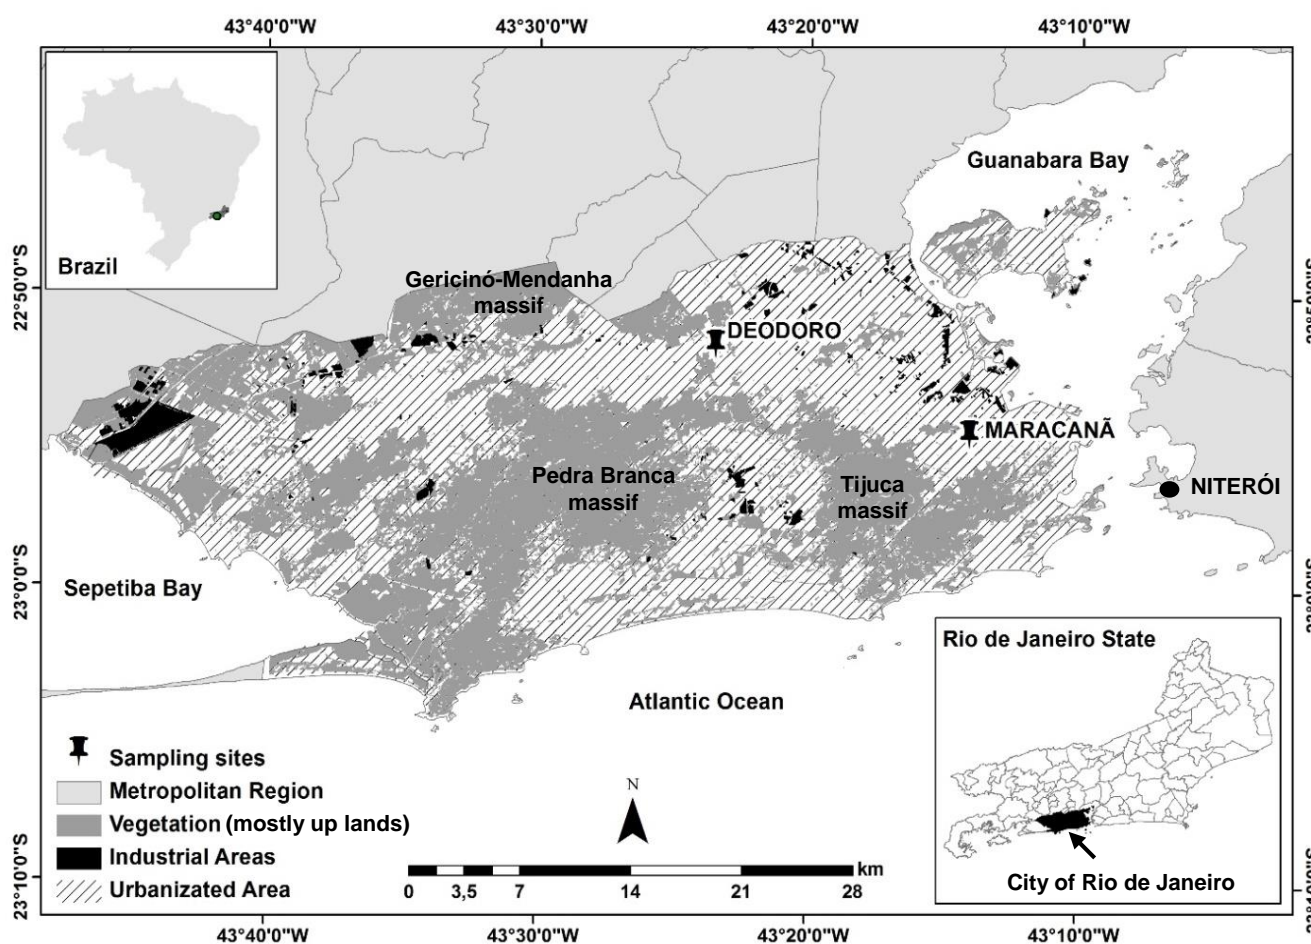 43°40'0"W 43°30'0"W 43°20'0"W 43°10'0"W
Brazil
Guanabara Bay
22°50'0"S
Gericinó-Mendanha
massif
DEODORO
MARACANÃ
Pedra Branca
massif
Tijuca
massif
NITERÓI
23°0'0"S
Sepetiba Bay
Atlantic Ocean
Rio de Janeiro State
City of Rio de Janeiro
Sampling sites
Metropolitan Region
Vegetation (mostly up lands)
Industrial Areas
Urbanizated Area
N
km
0 3,5 7 14 21 28
23°10'0"S
43°40'0"W 43°30'0"W 43°20'0"W 43°10'0"W